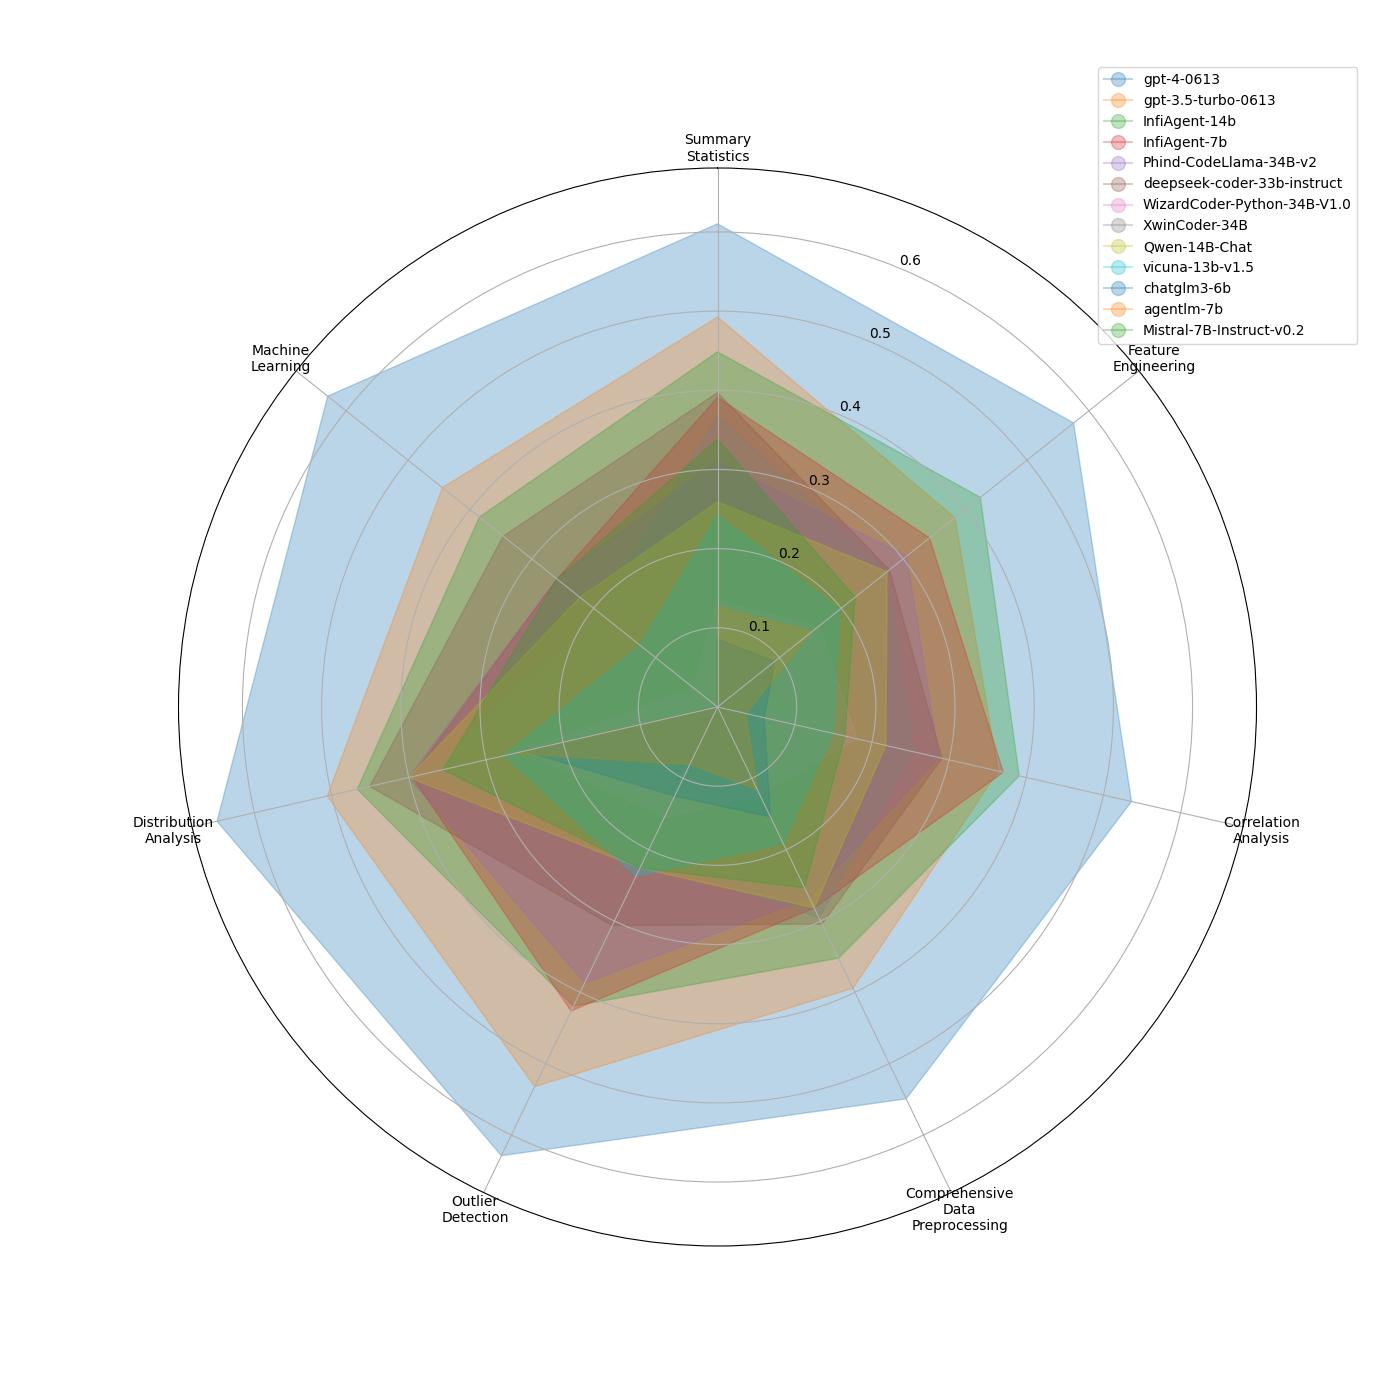 gpt-4-0613
gpt-3.5-turbo-0613
InfiAgent-14b
InfiAgent-7b
Phind-CodeLlama-34B-v2
deepseek-coder-33b-instruct
WizardCoder-Python-34B-V1.0
XwinCoder-34B
Qwen-14B-Chat
vicuna-13b-v1.5
chatglm3-6b
agentlm-7b
Mistral-7B-Instruct-v0.2
Summary
Statistics
Feature
Engineering
Machine
Learning
0.6
0.5
0.4
0.3
0.2
0.1
Distribution
Analysis
Correlation
Analysis
Outlier
Detection
Comprehensive
Data
Preprocessing